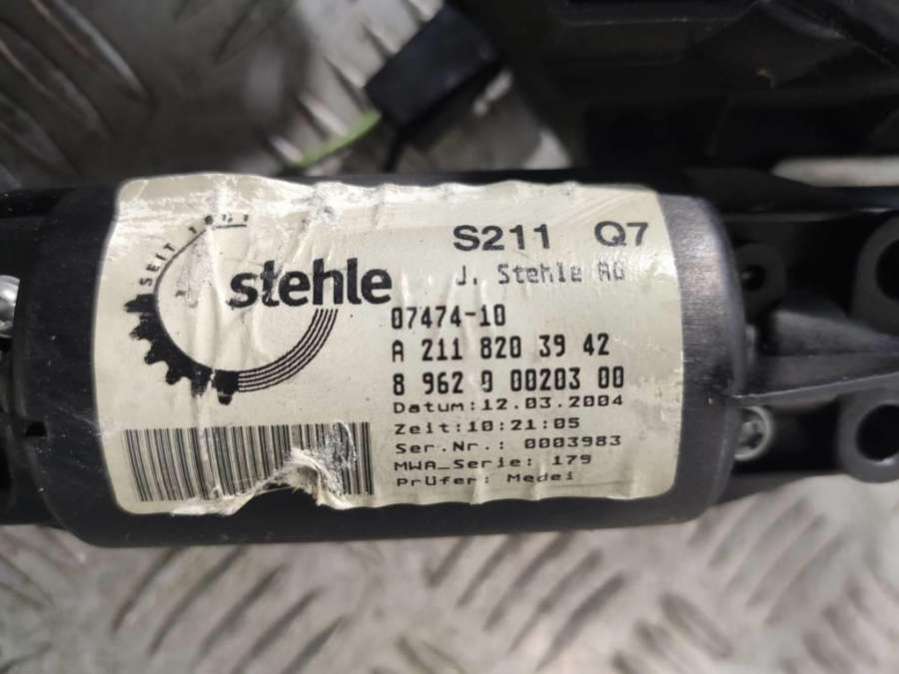 S211 Q7
SEIT
stehle
J. Stehle AG
07474-10
A 211 820 39 42
8 962 0 00203 00
Datum:12.03.2004
Zeit:10:21:05
Ser.Nr.: 0003983
MWA_Serie: 179
Prüfer: Medei